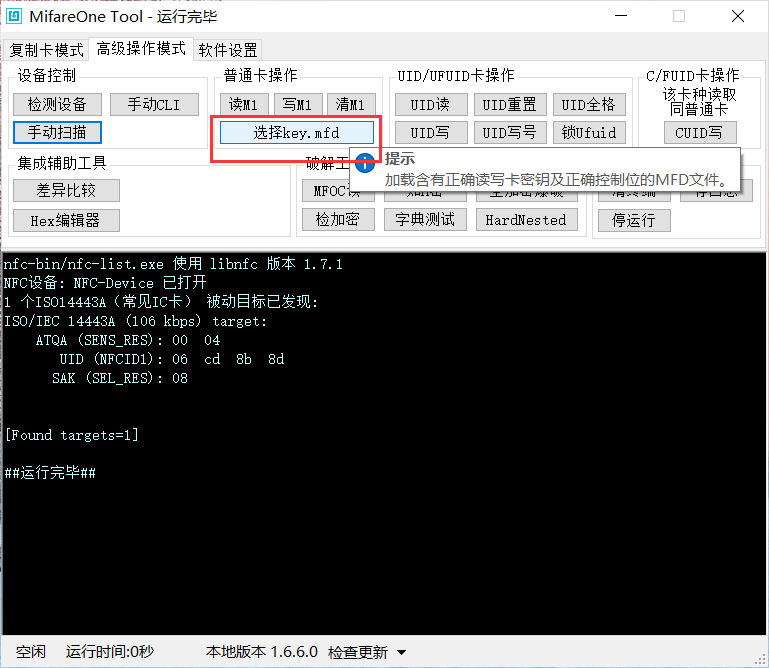 MifareOne Tool - 运行完毕
复制卡模式 高级操作模式 软件设置
设备控制 普通卡操作 UID/UFUID卡操作 C/FUID卡操作
检测设备 手动CLI 读M1 写M1 清M1 UID读 UID重置 UID全格 该卡种读取
同普通卡
手动扫描 选择key.mfd UID写 UID写号 锁Ufuid CUID写
集成辅助工具 破解工
提示
加载含有正确读写卡密钥及正确控制位的MFD文件。
差异比较
Hex编辑器 检加密 字典测试 HardNested 停运行
nfc-bin/nfc-list.exe 使用 libnfc 版本 1.7.1
NFC设备: NFC-Device 已打开
1 个ISO14443A（常见IC卡） 被动目标已发现:
ISO/IEC 14443A (106 kbps) target:
ATQA (SENS_RES): 00 04
UID (NFCID1): 06 cd 8b 8d
SAK (SEL_RES): 08
[Found targets=1]
##运行完毕##
空闲 运行时间:0秒 本地版本 1.6.6.0 检查更新